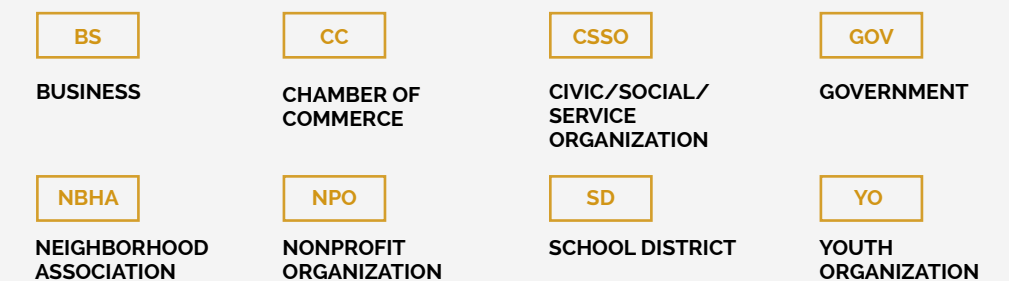 BS
CC
CSSO
GOV
BUSINESS
CHAMBER OF
COMMERCE
CIVIC/SOCIAL/
SERVICE
ORGANIZATION
GOVERNMENT
NBHA
NPO
SD
YO
NEIGHBORHOOD
ASSOCIATION
NONPROFIT
ORGANIZATION
SCHOOL DISTRICT
YOUTH
ORGANIZATION